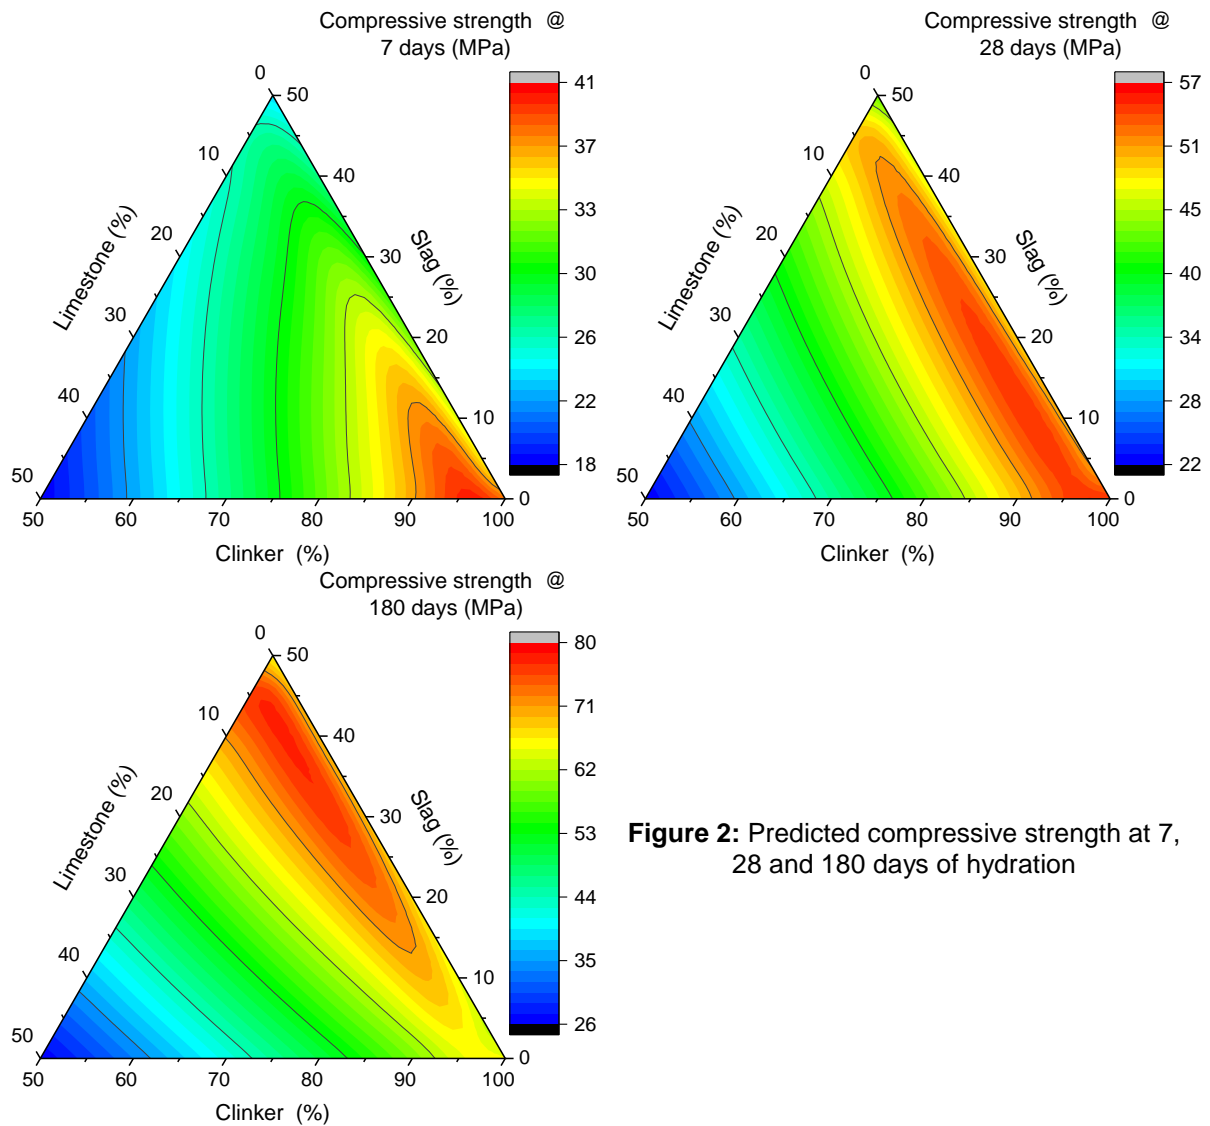 Compressive strength @
7 days (MPa)
0
50
10
40
20
30
30
20
40
10
50
0
50 60 70 80 90 100
Limestone (%)
Slag (%)
Clinker (%)
41
37
33
30
26
22
18
Compressive strength @
28 days (MPa)
0
50
10
40
20
30
30
20
40
10
50
0
50 60 70 80 90 100
Limestone (%)
Slag (%)
Clinker (%)
57
51
45
40
34
28
22
Compressive strength @
180 days (MPa)
0
50
10
40
20
30
30
20
40
10
50
0
50 60 70 80 90 100
Limestone (%)
Slag (%)
Clinker (%)
80
71
62
53
44
35
26
Figure 2: Predicted compressive strength at 7,
28 and 180 days of hydration